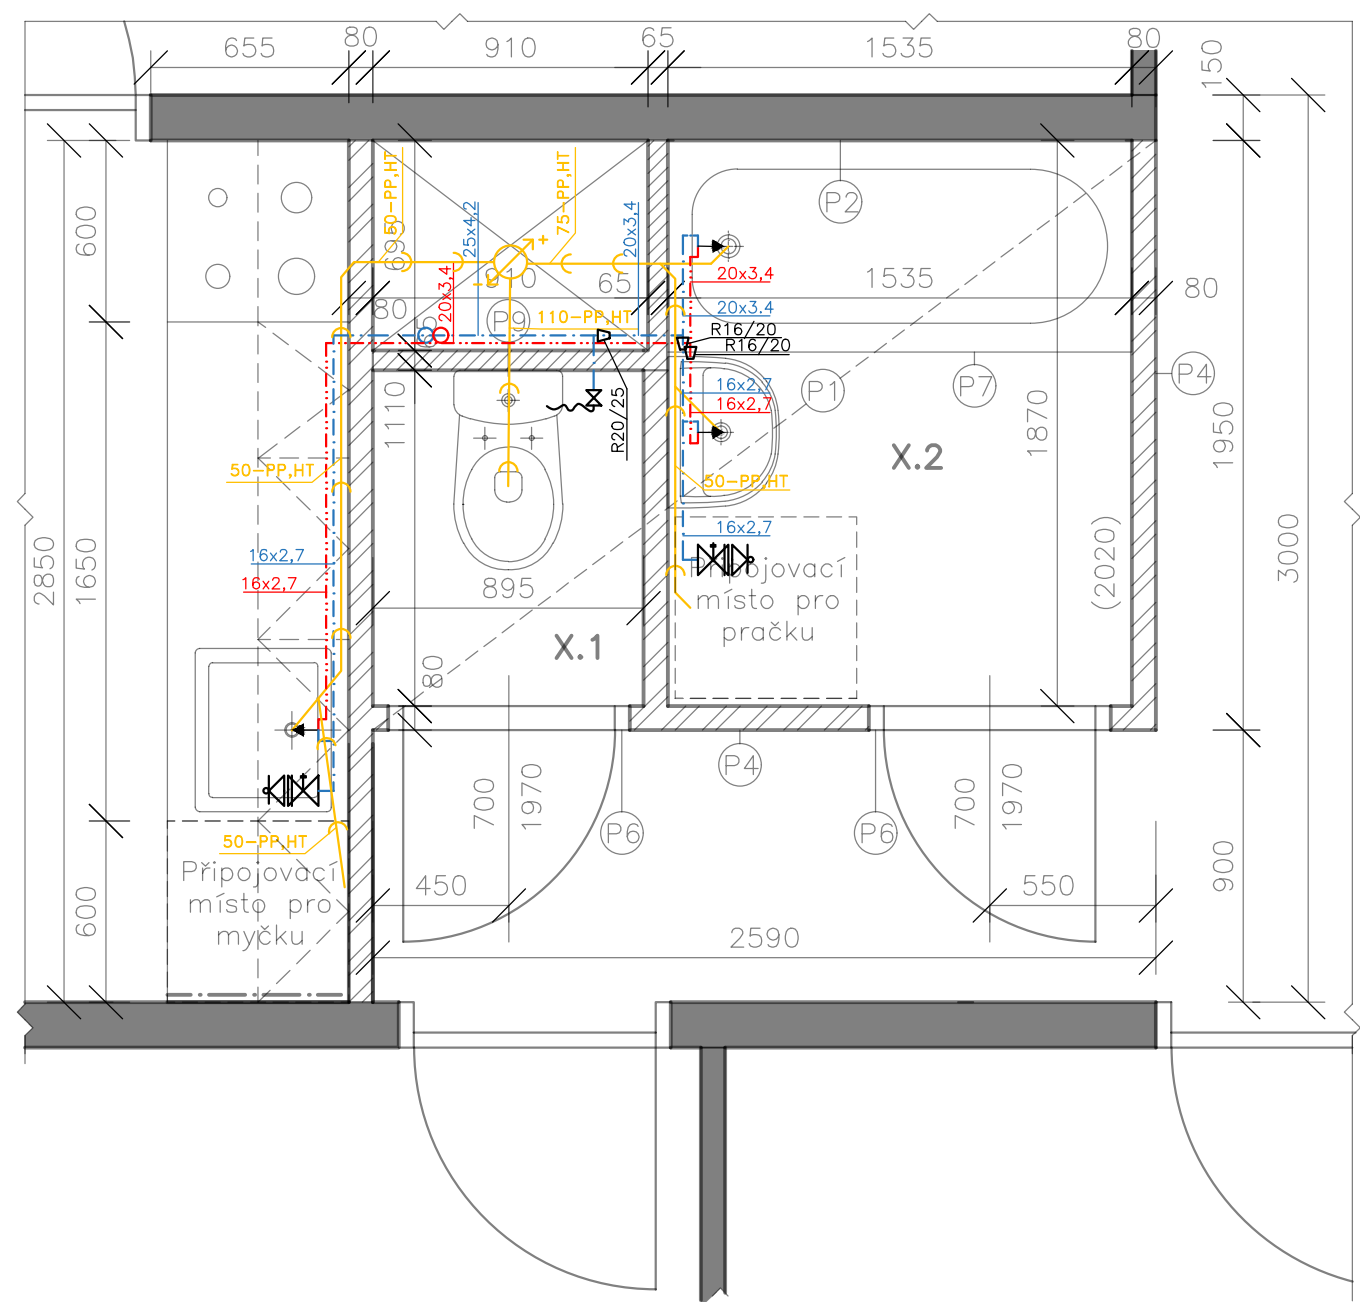 655
80
910
65
1535
80
150
50-PP,HT
690
25x4,2
75-PP,HT
20x3,4
P2
600
+
-
910
20x3,4
65
20x3,4
1535
80
80
P9
110-PP,HT
20x3.4
R16/20
R16/20
65
1110
R20/25
16x2,7
16x2,7
P1
P7
P4
1870
1950
X.2
50-PP,HT
50-PP,HT
16x2,7
16x2,7
16x2,7
2850
1650
895
Připojovací
místo pro
pračku
(2020)
3000
X.1
80
700
1970
P4
700
1970
P6
P6
50-PP,HT
Připojovací
místo pro
myčku
600
450
550
900
2590